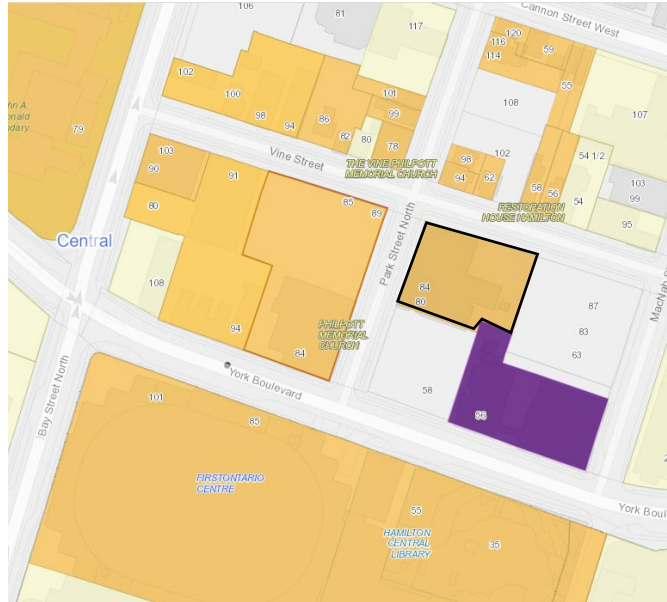 Cannon Street West
106
81
117
116
120
59
114
55
102
100
98
94
86
82
101
99
80
78
108
107
79
Vine Street
THE VINE PHILPOTT
MEMORIAL CHURCH
98
102
94
62
58
56
54 1/2
54
103
99
95
103
90
91
80
85
89
RESTORATION
HOUSE HAMILTON
Park Street North
Central
108
94
84
80
87
83
63
PHILPOTT
MEMORIAL
CHURCH
84
58
56
York Boulevard
Bay Street North
101
85
FIRSTONTARIO
CENTRE
55
HAMILTON
CENTRAL
LIBRARY
35